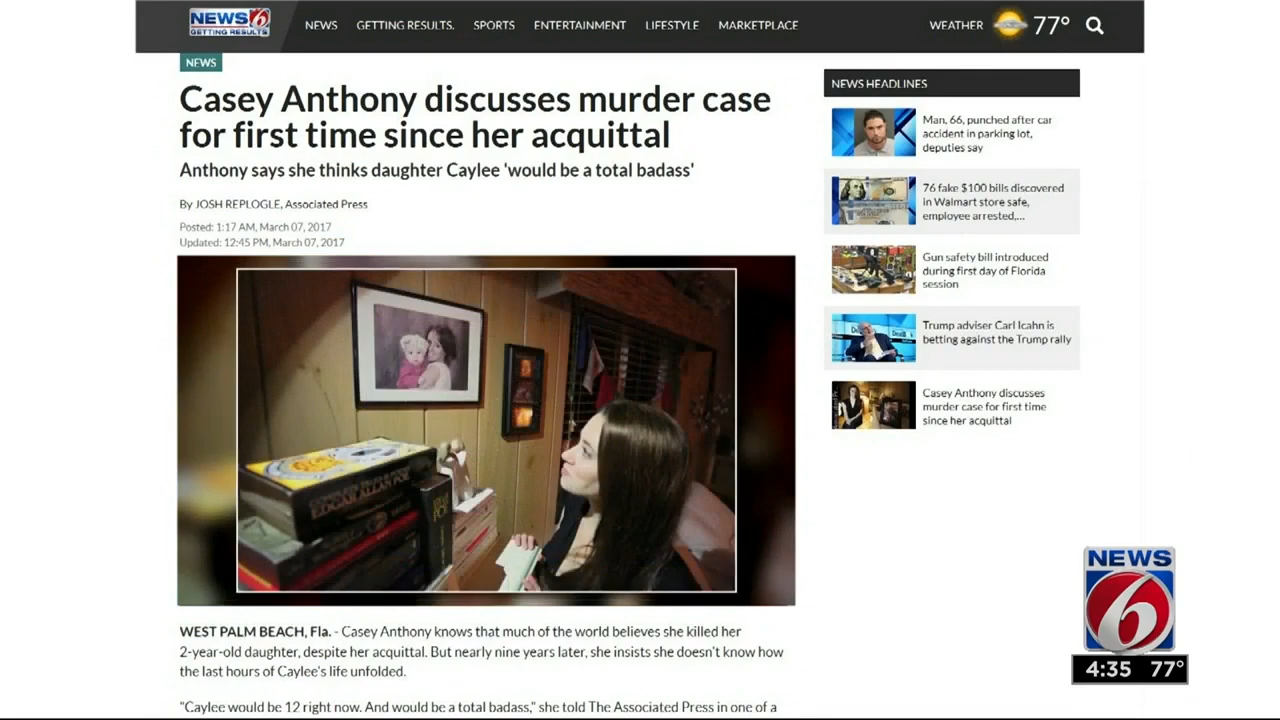 NEWS 6
GETTING RESULTS
NEWS GETTING RESULTS. SPORTS ENTERTAINMENT LIFESTYLE MARKETPLACE WEATHER 77°
NEWS
Casey Anthony discusses murder case
for first time since her acquittal
Anthony says she thinks daughter Caylee 'would be a total badass'
By JOSH REPLOGLE, Associated Press
Posted: 1:17 AM, March 07, 2017
Updated: 12:45 PM, March 07, 2017
EDGAR ALLAN POE
WEST PALM BEACH, Fla. - Casey Anthony knows that much of the world believes she killed her
2-year-old daughter, despite her acquittal. But nearly nine years later, she insists she doesn't know how
the last hours of Caylee's life unfolded.
"Caylee would be 12 right now. And would be a total badass," she told The Associated Press in one of a
NEWS HEADLINES
Man, 66, punched after car
accident in parking lot,
deputies say
76 fake $100 bills discovered
in Walmart store safe,
employee arrested,...
Gun safety bill introduced
during first day of Florida
session
Trump adviser Carl Icahn is
betting against the Trump rally
Casey Anthony discusses
murder case for first time
since her acquittal
NEWS
6
4:35 77°